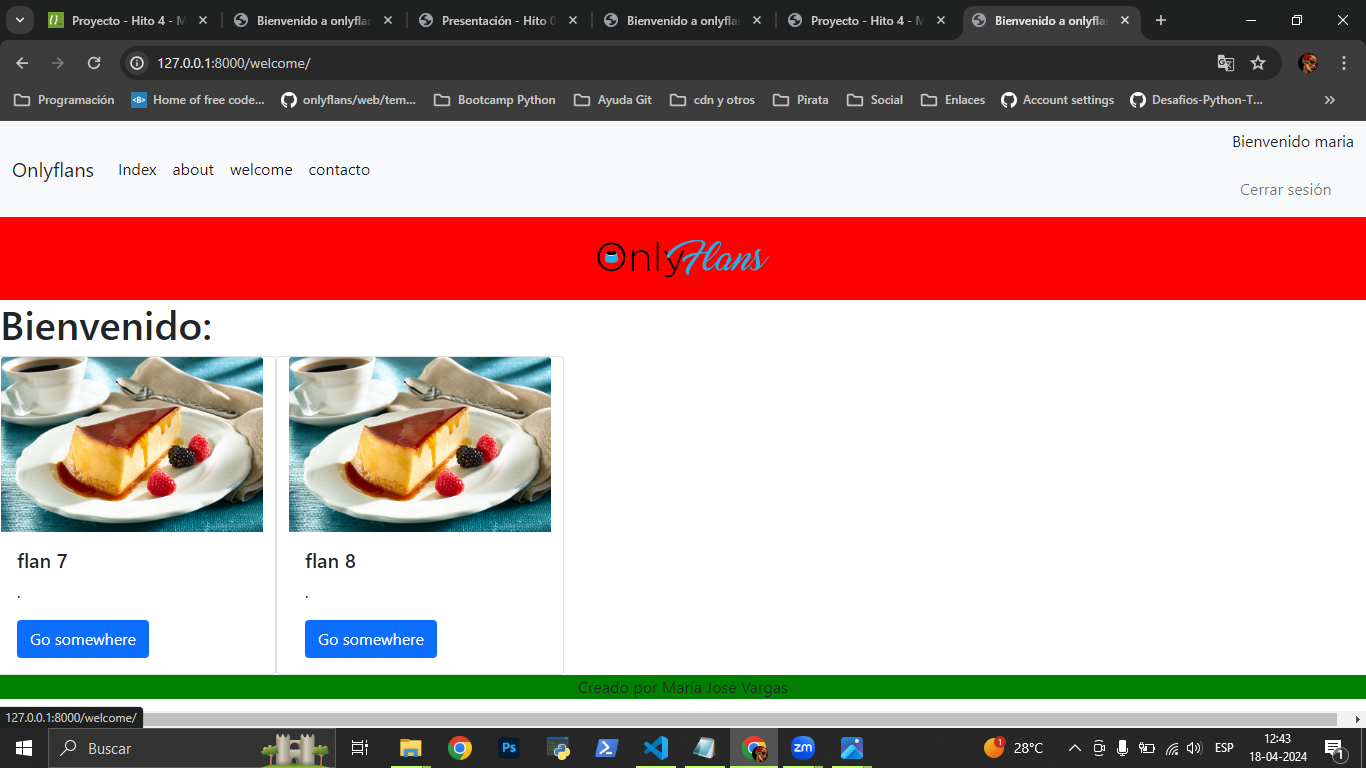 Proyecto - Hito 4 - M
Bienvenido a onlyfla
Presentación - Hito 0
Bienvenido a onlyfla
Proyecto - Hito 4 - M
Bienvenido a onlyfla
127.0.0.1:8000/welcome/
Programación
Home of free code...
onlyflans/web/tem...
Bootcamp Python
Ayuda Git
cdn y otros
Pirata
Social
Enlaces
Account settings
Desafios-Python-T...
Bienvenido maria
Onlyflans
Index
about
welcome
contacto
Cerrar sesión
OnlyFlans
Bienvenido:
flan 7
flan 8
.
.
Go somewhere
Go somewhere
Creado por María José Vargas
127.0.0.1:8000/welcome/
Buscar
Ps
zm
1
28°C
ESP
12:43
18-04-2024
1